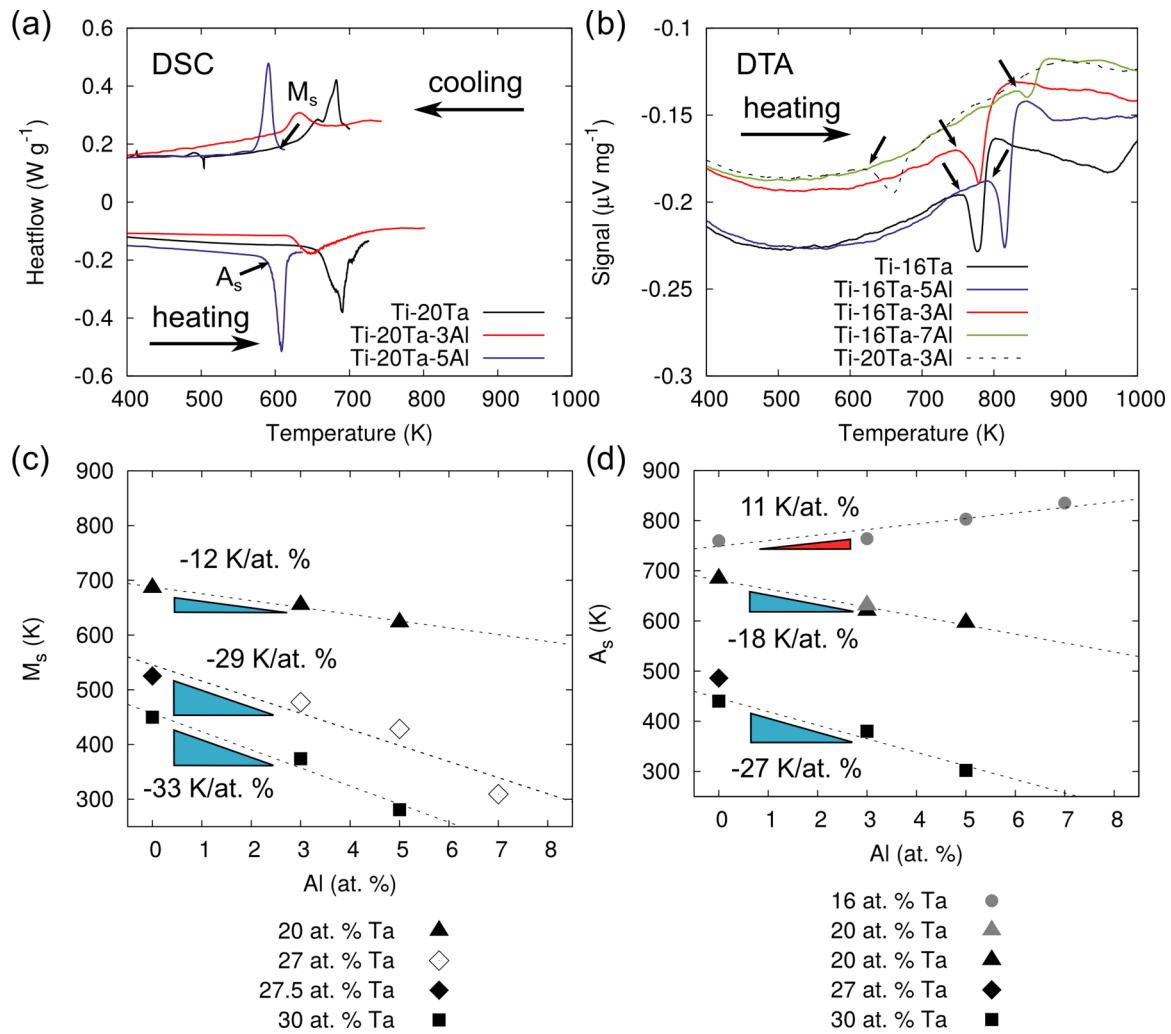 (a)
0.6
0.4
0.2
0
-0.2
-0.4
-0.6
Heatflow (W g⁻¹)
DSC
cooling
Mₛ
Aₛ
heating
Ti-20Ta
Ti-20Ta-3Al
Ti-20Ta-5Al
400 500 600 700 800 900 1000
Temperature (K)
(b)
-0.1
-0.15
-0.2
-0.25
-0.3
Signal (µV mg⁻¹)
DTA
heating
Ti-16Ta
Ti-16Ta-5Al
Ti-16Ta-3Al
Ti-16Ta-7Al
Ti-20Ta-3Al
400 500 600 700 800 900 1000
Temperature (K)
(c)
900
800
700
600
500
400
300
Mₛ (K)
-12 K/at. %
-29 K/at. %
-33 K/at. %
0 1 2 3 4 5 6 7 8
Al (at. %)
20 at. % Ta
27 at. % Ta
27.5 at. % Ta
30 at. % Ta
(d)
900
800
700
600
500
400
300
Aₛ (K)
11 K/at. %
-18 K/at. %
-27 K/at. %
0 1 2 3 4 5 6 7 8
Al (at. %)
16 at. % Ta
20 at. % Ta
20 at. % Ta
27 at. % Ta
30 at. % Ta